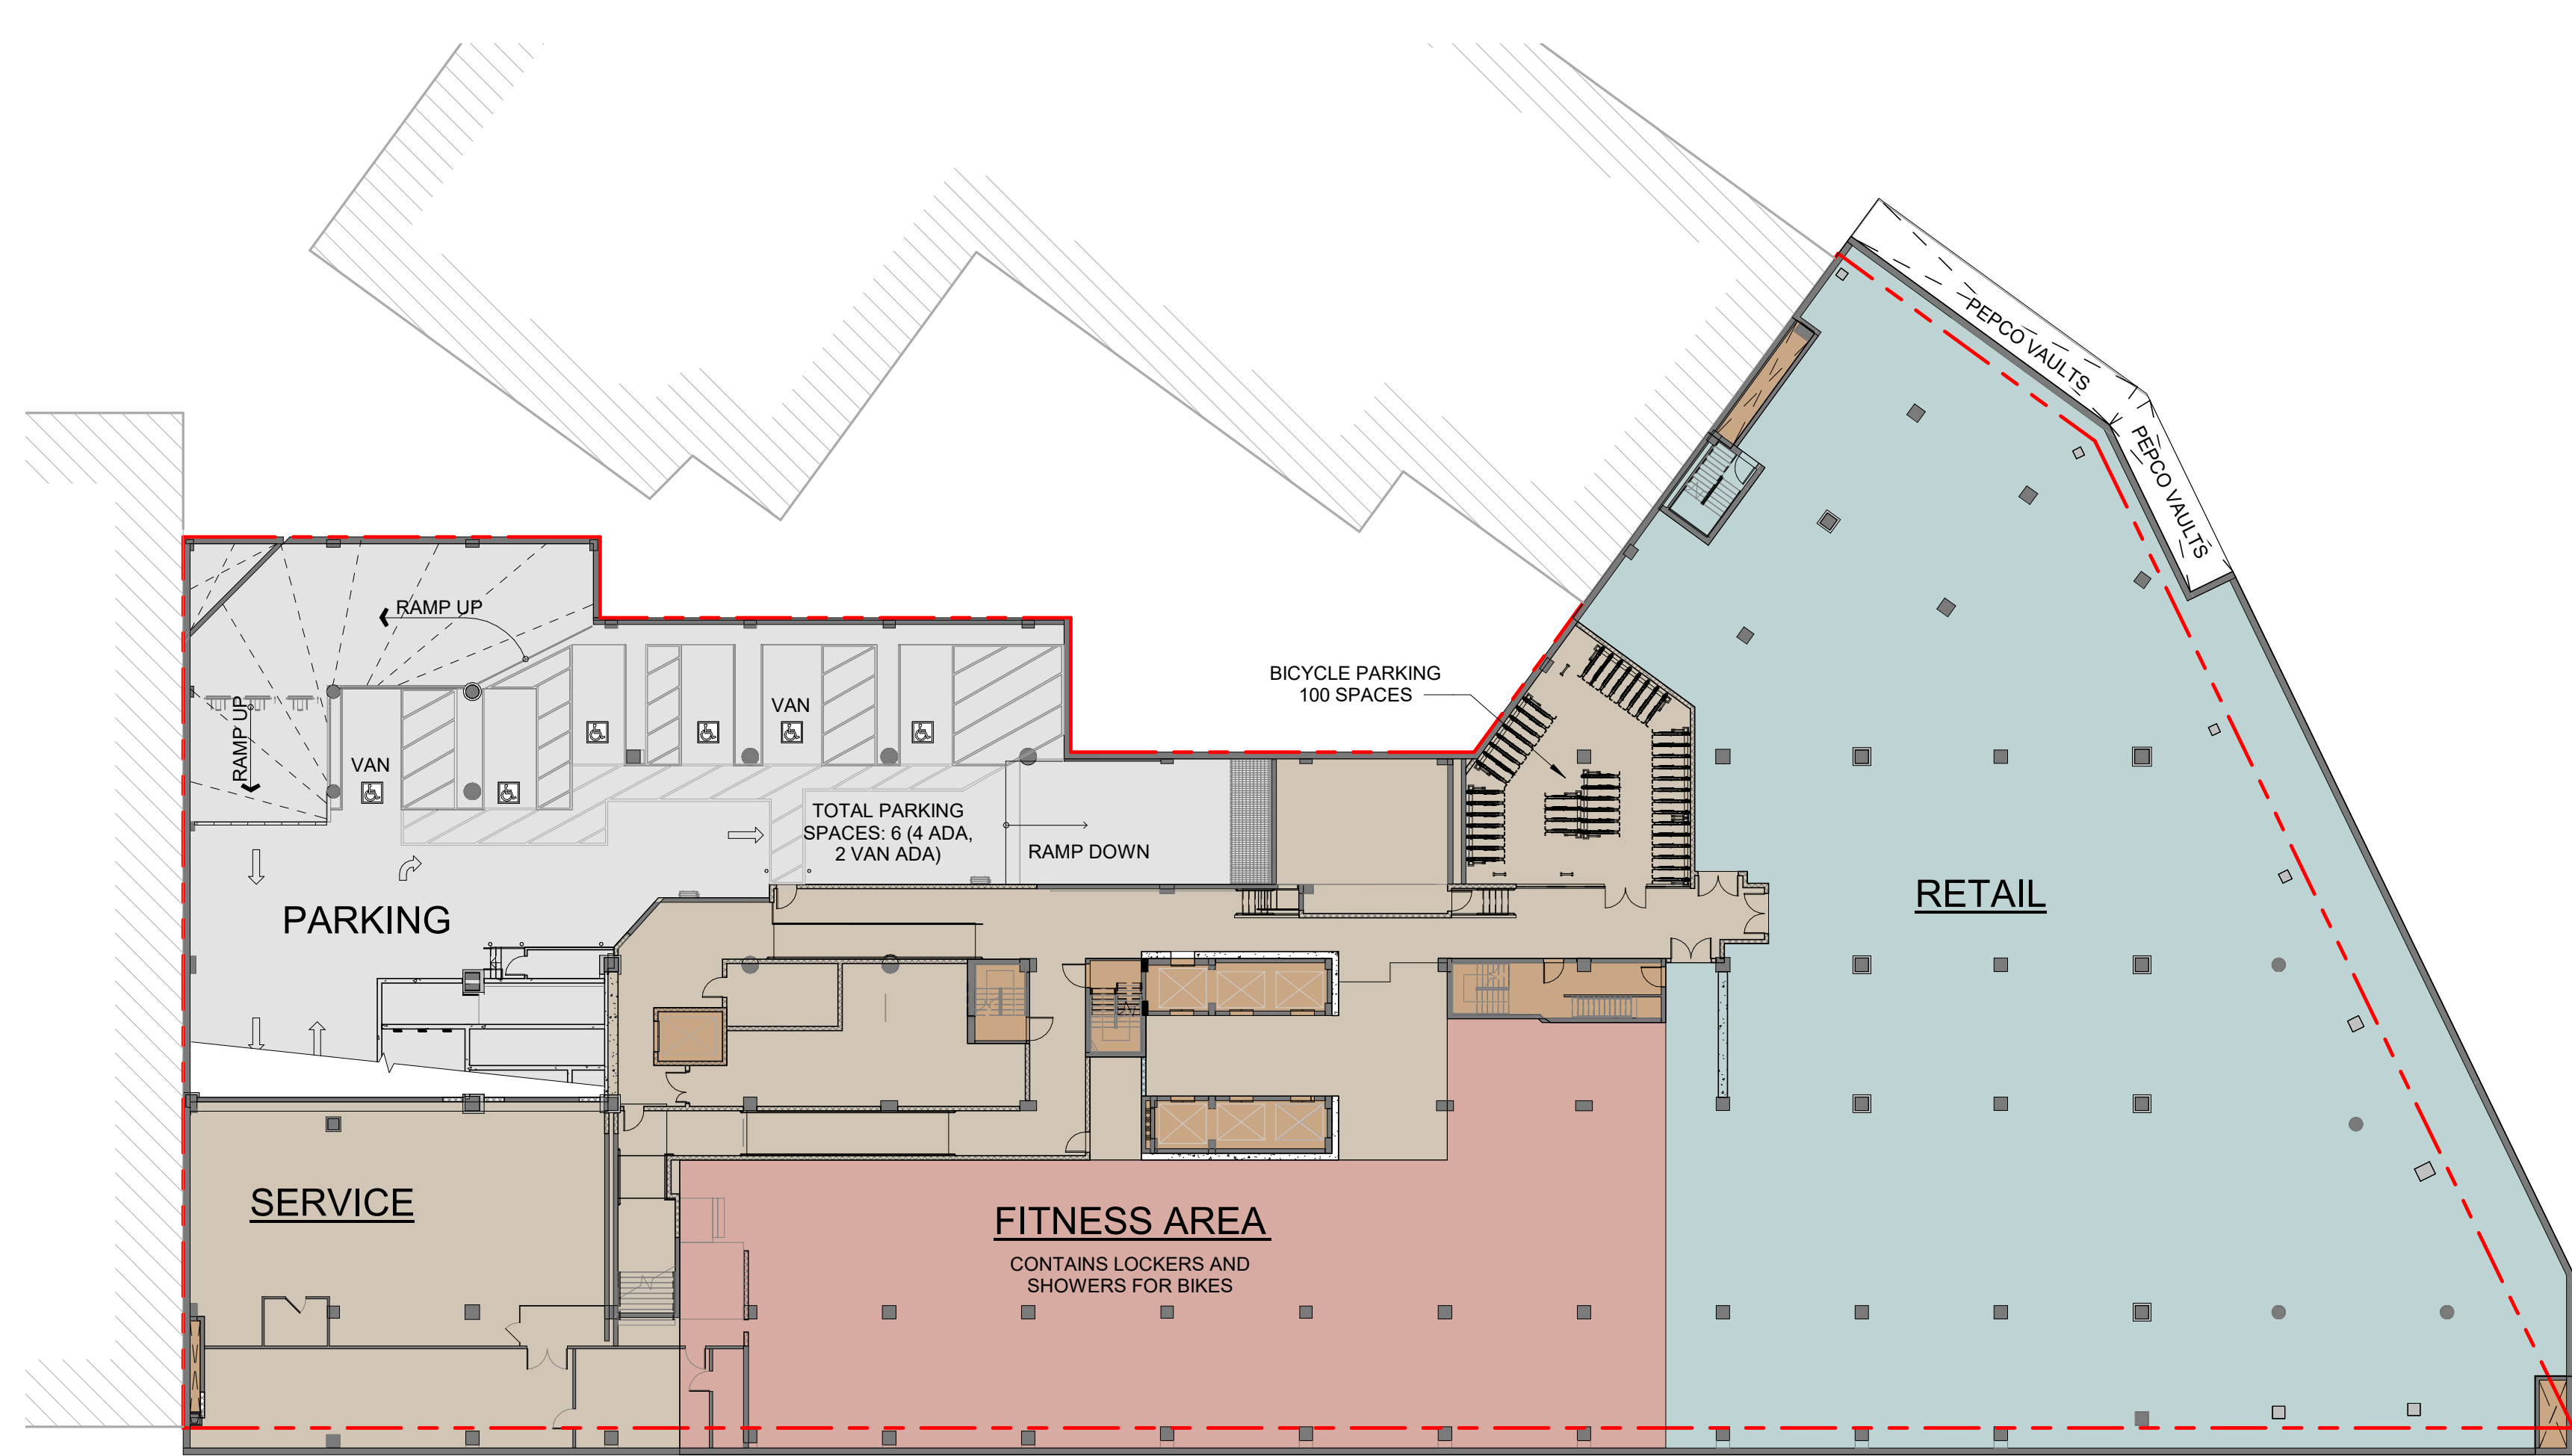 PEPCO VAULTS
PEPCO VAULTS
RAMP UP
RAMP UP
BICYCLE PARKING
100 SPACES
VAN
VAN
TOTAL PARKING
SPACES: 6 (4 ADA,
2 VAN ADA)
RAMP DOWN
PARKING
RETAIL
SERVICE
FITNESS AREA
CONTAINS LOCKERS AND
SHOWERS FOR BIKES